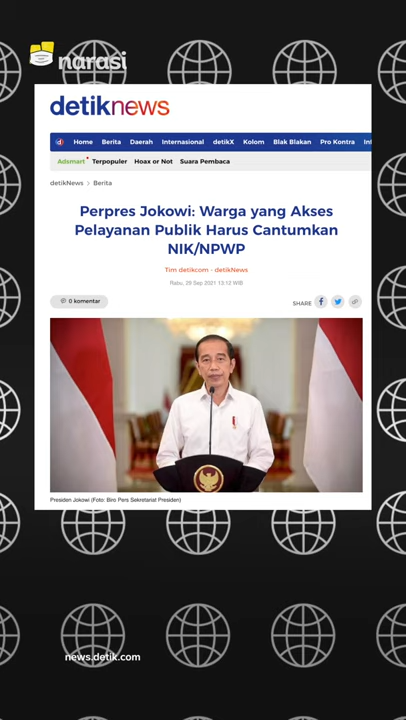 narasi
detiknews
d Home Berita Daerah Internasional detikX Kolom Blak Blakan Pro Kontra
Adsmart Terpopuler Hoax or Not Suara Pembaca
detikNews > Berita
Perpres Jokowi: Warga yang Akses
Pelayanan Publik Harus Cantumkan
NIK/NPWP
Tim detikcom - detikNews
Rabu, 29 Sep 2021 13:12 WIB
0 komentar
SHARE
Presiden Jokowi (Foto: Biro Pers Sekretariat Presiden)
news.detik.com